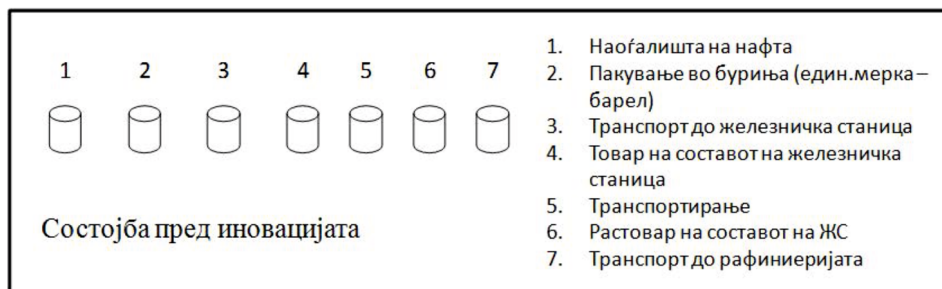 1 2 3 4 5 6 7
Состојба пред иновацијата
1. Наоѓалишта на нафта
2. Пакување во буриња (един.мерка –
барел)
3. Транспорт до железничка станица
4. Товар на составот на железничка
станица
5. Транспортирање
6. Растовар на составот на ЖС
7. Транспорт до рафиниеријата